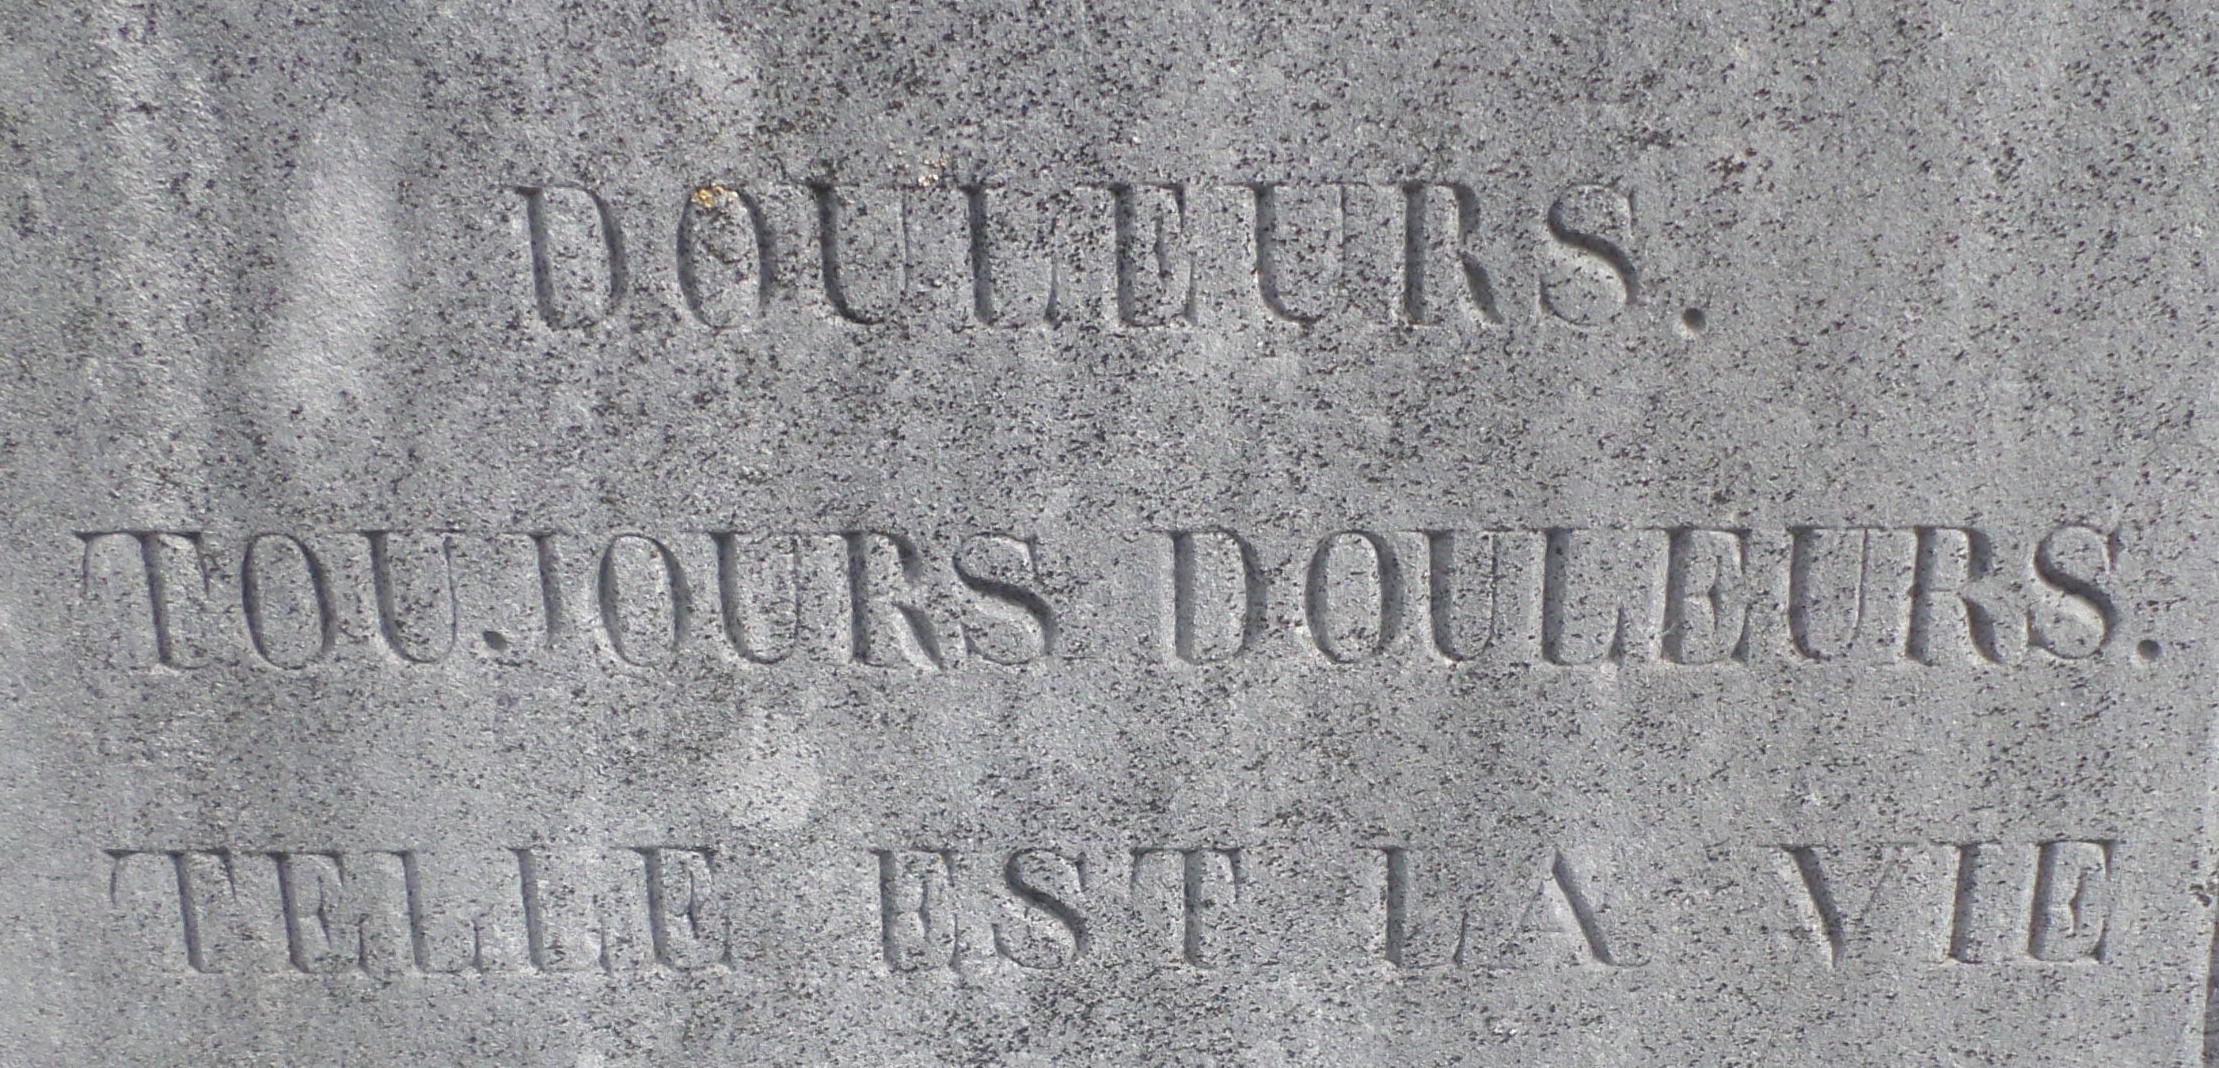 DOULEURS.
TOUJOURS DOULEURS.
TELLE EST LA VIE